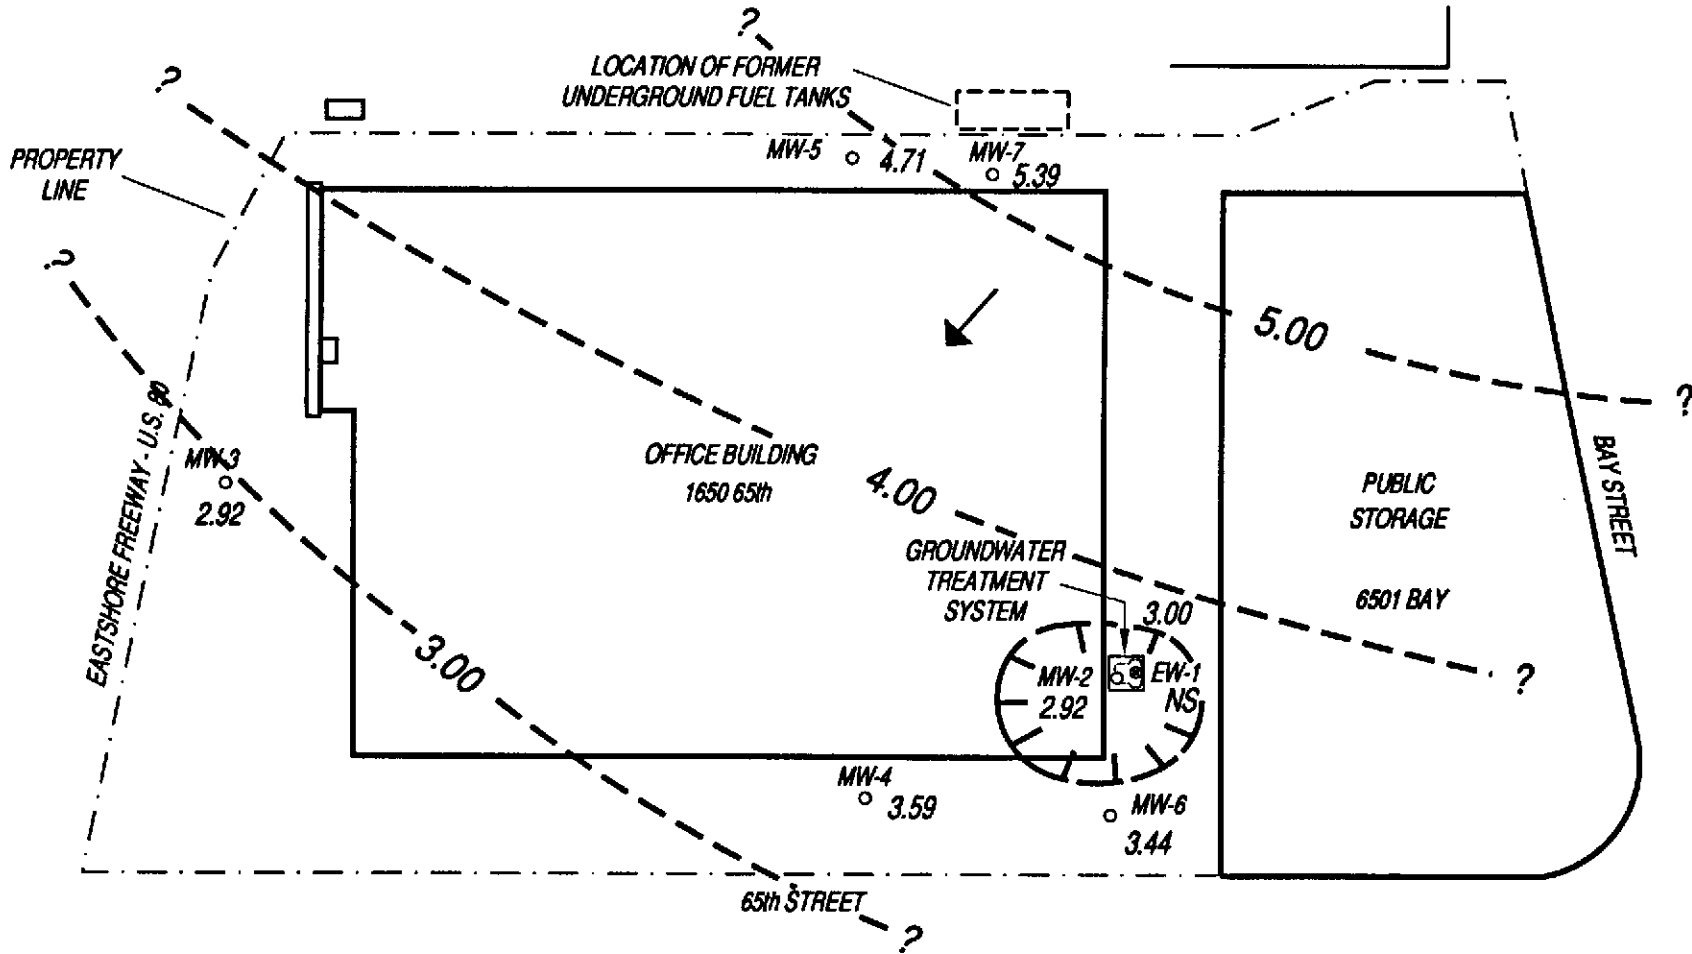 ?
?
LOCATION OF FORMER
UNDERGROUND FUEL TANKS
PROPERTY
LINE
MW-5
4.71
MW-7
5.39
?
5.00
?
EASTSHORE FREEWAY - U.S. 80
MW-3
2.92
OFFICE BUILDING
1650 65th
4.00
PUBLIC
STORAGE
6501 BAY
BAY STREET
GROUNDWATER
TREATMENT
SYSTEM
3.00
3.00
MW-2
2.92
EW-1
NS
?
MW-4
3.59
MW-6
3.44
65th STREET
?